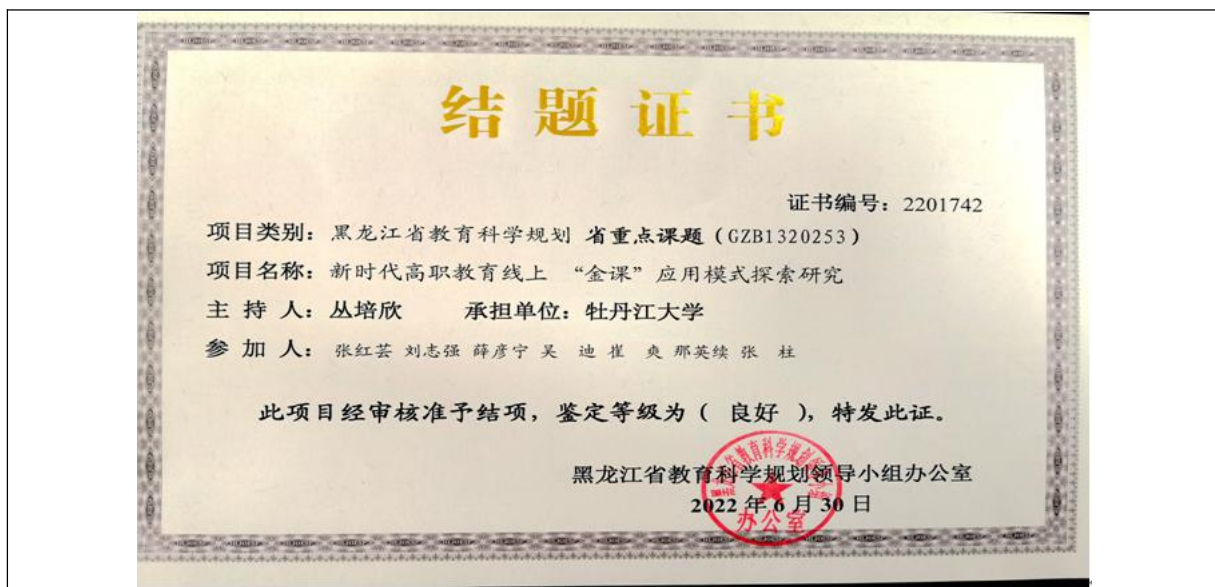 结题证书
证书编号：2201742
项目类别：黑龙江省教育科学规划 省重点课题（GZB1320253）
项目名称：新时代高职教育线上 “金课”应用模式探索研究
主 持 人：丛培欣 承担单位：牡丹江大学
参 加 人：张红芸 刘志强 薛彦宁 吴 迪 崔 爽 那英续 张 柱
此项目经审核准予结项，鉴定等级为（ 良好 ），特发此证。
黑龙江省教育科学规划领导小组办公室
2022 年 6 月 30 日
办公室